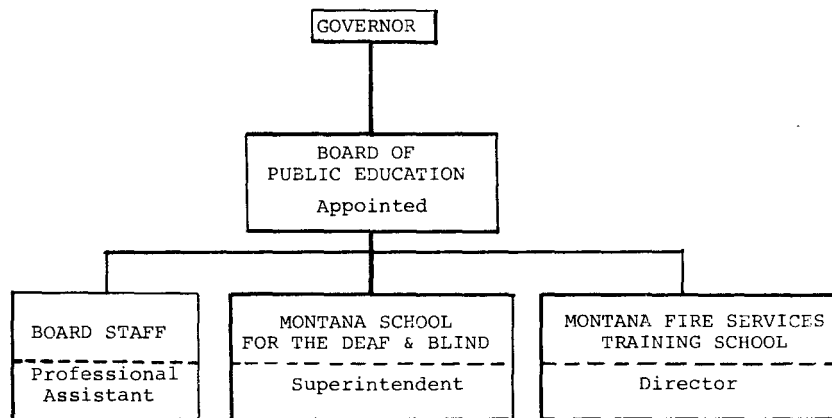 GOVERNOR
BOARD OF
PUBLIC EDUCATION
Appointed
BOARD STAFF
Professional
Assistant
MONTANA SCHOOL
FOR THE DEAF & BLIND
Superintendent
MONTANA FIRE SERVICES
TRAINING SCHOOL
Director